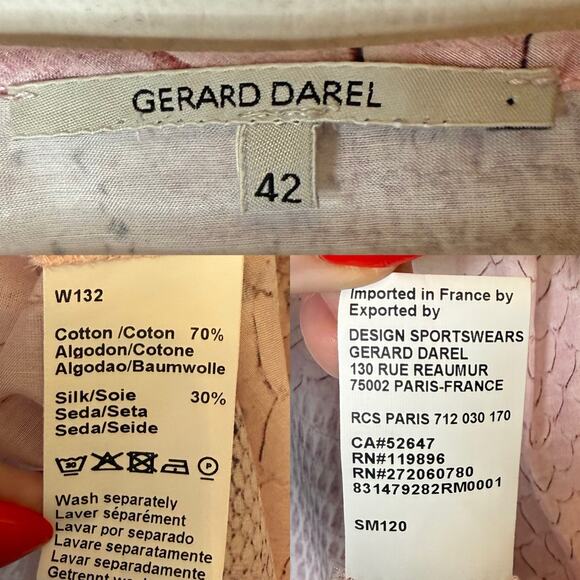 GERARD DAREL
42
W132
Cotton /Coton 70%
Algodon/Cotone
Algodao/Baumwolle
Silk/Soie 30%
Seda/Seta
Seda/Seide
30
P
Wash separately
Laver séparément
Lavar por separado
Lavare separatamente
Lavar separadamente
Getrennt
Imported in France by
Exported by
DESIGN SPORTSWEARS
GERARD DAREL
130 RUE REAUMUR
75002 PARIS-FRANCE
RCS PARIS 712 030 170
CA#52647
RN#119896
RN#272060780
831479282RM0001
SM120